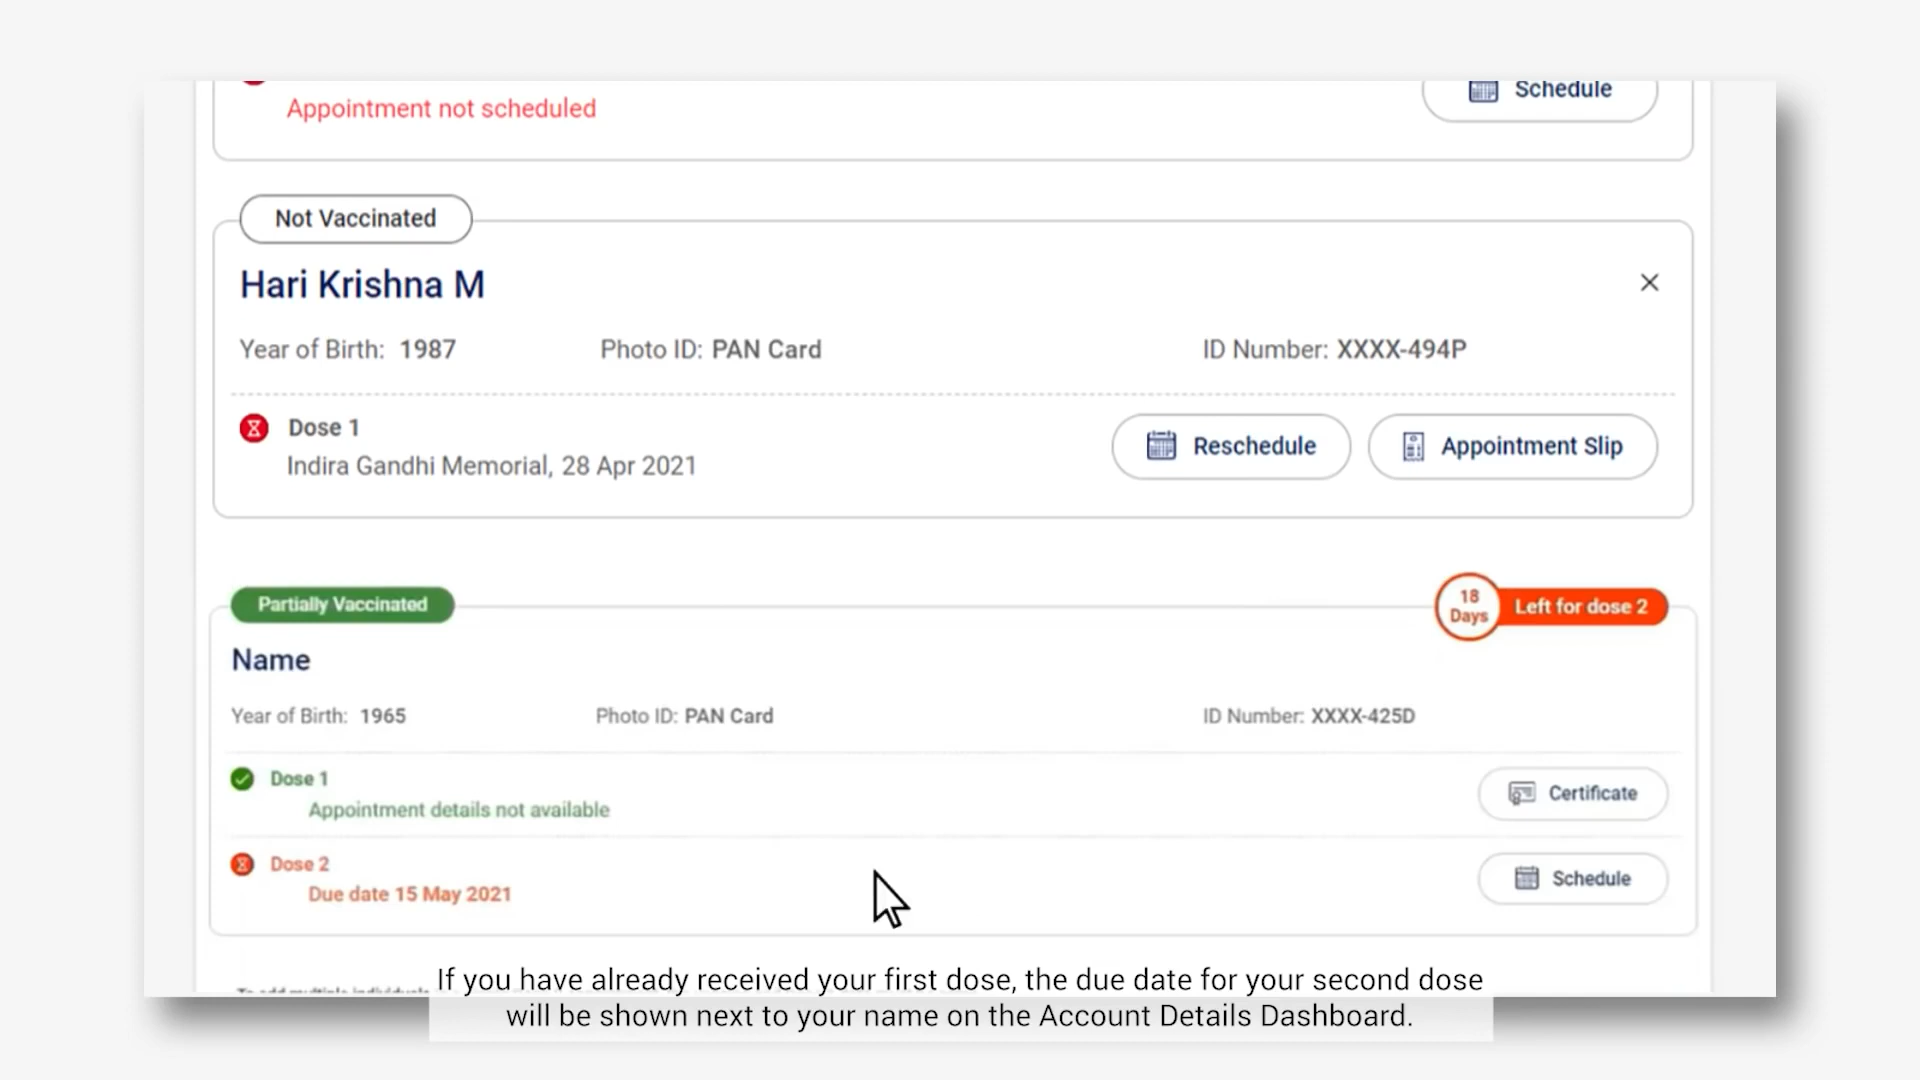 Appointment not scheduled
Schedule
Not Vaccinated
Hari Krishna M
Year of Birth: 1987 Photo ID: PAN Card ID Number: XXXX-494P
Dose 1
Indira Gandhi Memorial, 28 Apr 2021
Reschedule Appointment Slip
Partially Vaccinated
18
Days
Left for dose 2
Name
Year of Birth: 1965 Photo ID: PAN Card ID Number: XXXX-425D
Dose 1
Appointment details not available
Certificate
Dose 2
Due date 15 May 2021
Schedule
If you have already received your first dose, the due date for your second dose
will be shown next to your name on the Account Details Dashboard.